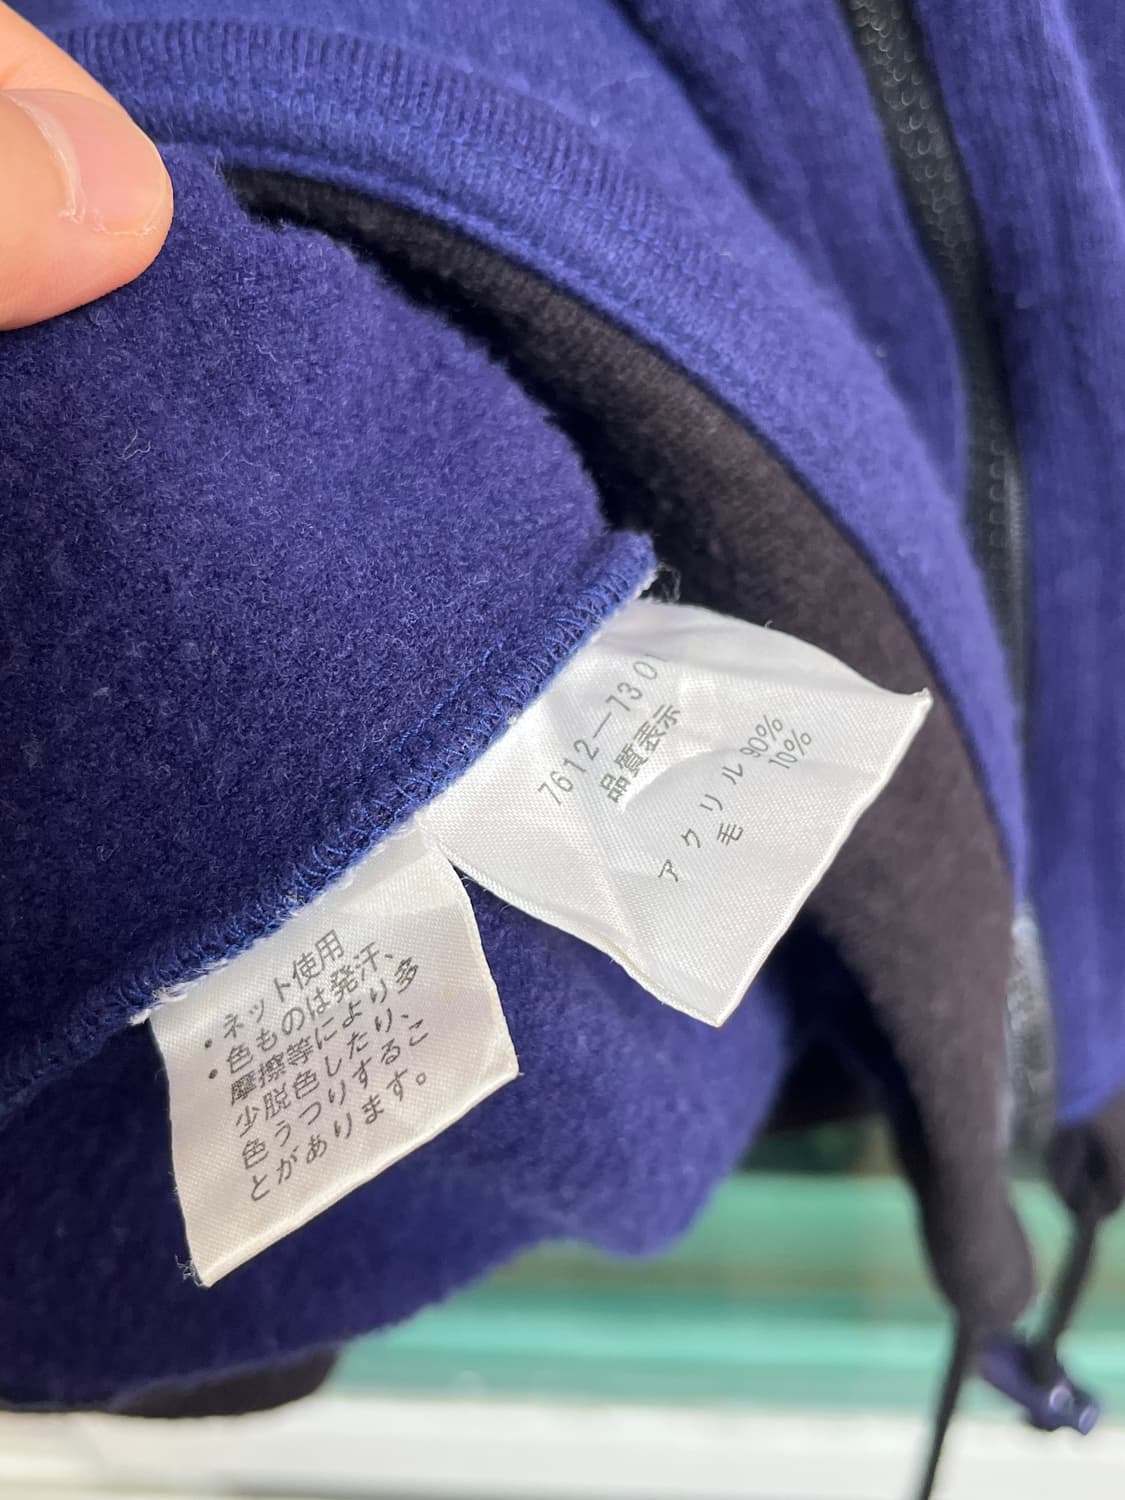 7612-730
品質表示
アクリル 90%
毛 10%
・ネット使用
・色ものは発汗、
摩擦等により多
少脱色したり、
色うつりするこ
とがあります。